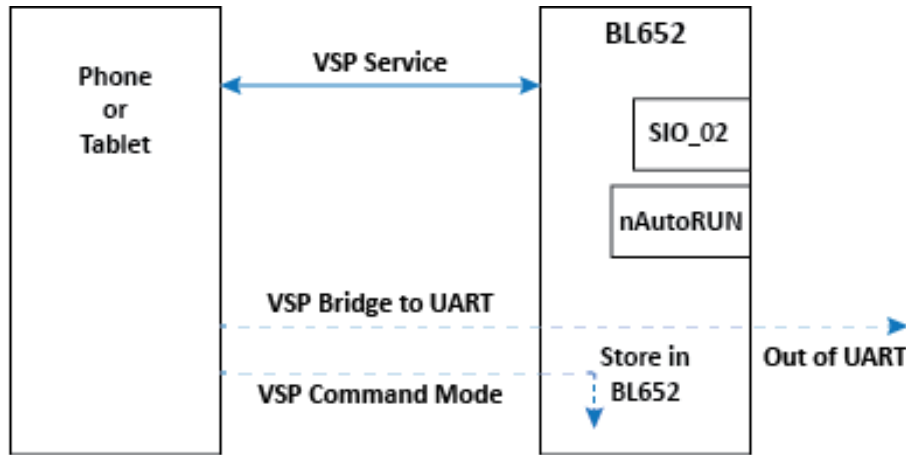 Phone
or
Tablet
VSP Service
BL652
SIO_02
nAutoRUN
VSP Bridge to UART
VSP Command Mode
Store in
BL652
Out of UART